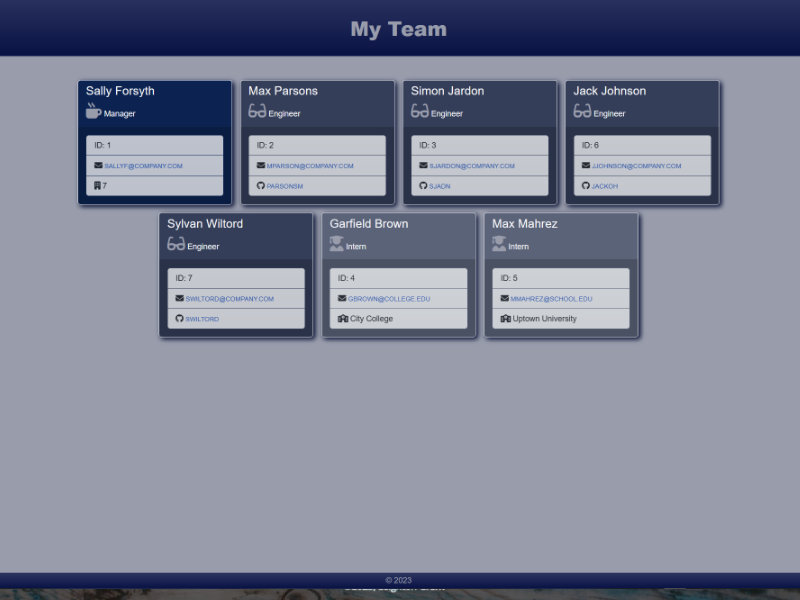 My Team
Sally Forsyth
Manager
ID: 1
SALLYF@COMPANY.COM
7
Max Parsons
Engineer
ID: 2
MPARSON@COMPANY.COM
PARSONSM
Simon Jardon
Engineer
ID: 3
SJARDON@COMPANY.COM
SJADN
Jack Johnson
Engineer
ID: 6
JJOHNSON@COMPANY.COM
JACKOH
Sylvan Wiltord
Engineer
ID: 7
SWILTORD@COMPANY.COM
SWILTORD
Garfield Brown
Intern
ID: 4
GBROWN@COLLEGE.EDU
City College
Max Mahrez
Intern
ID: 5
MMAHREZ@SCHOOL.EDU
Uptown University
© 2023